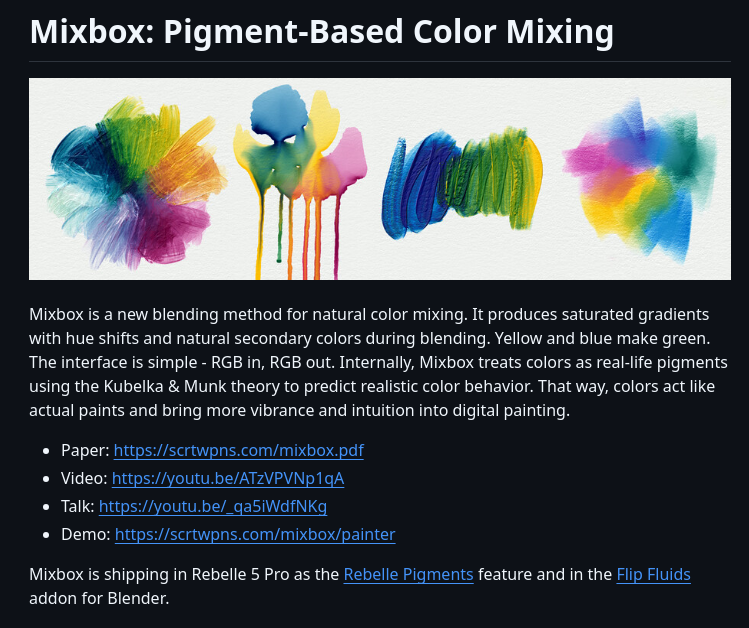 Mixbox: Pigment-Based Color Mixing
Mixbox is a new blending method for natural color mixing. It produces saturated gradients
with hue shifts and natural secondary colors during blending. Yellow and blue make green.
The interface is simple - RGB in, RGB out. Internally, Mixbox treats colors as real-life pigments
using the Kubelka & Munk theory to predict realistic color behavior. That way, colors act like
actual paints and bring more vibrance and intuition into digital painting.
• Paper: https://scrtwpns.com/mixbox.pdf
• Video: https://youtu.be/ATzVPVNp1qA
• Talk: https://youtu.be/_qa5iWdfNKg
• Demo: https://scrtwpns.com/mixbox/painter
Mixbox is shipping in Rebelle 5 Pro as the Rebelle Pigments feature and in the Flip Fluids
addon for Blender.